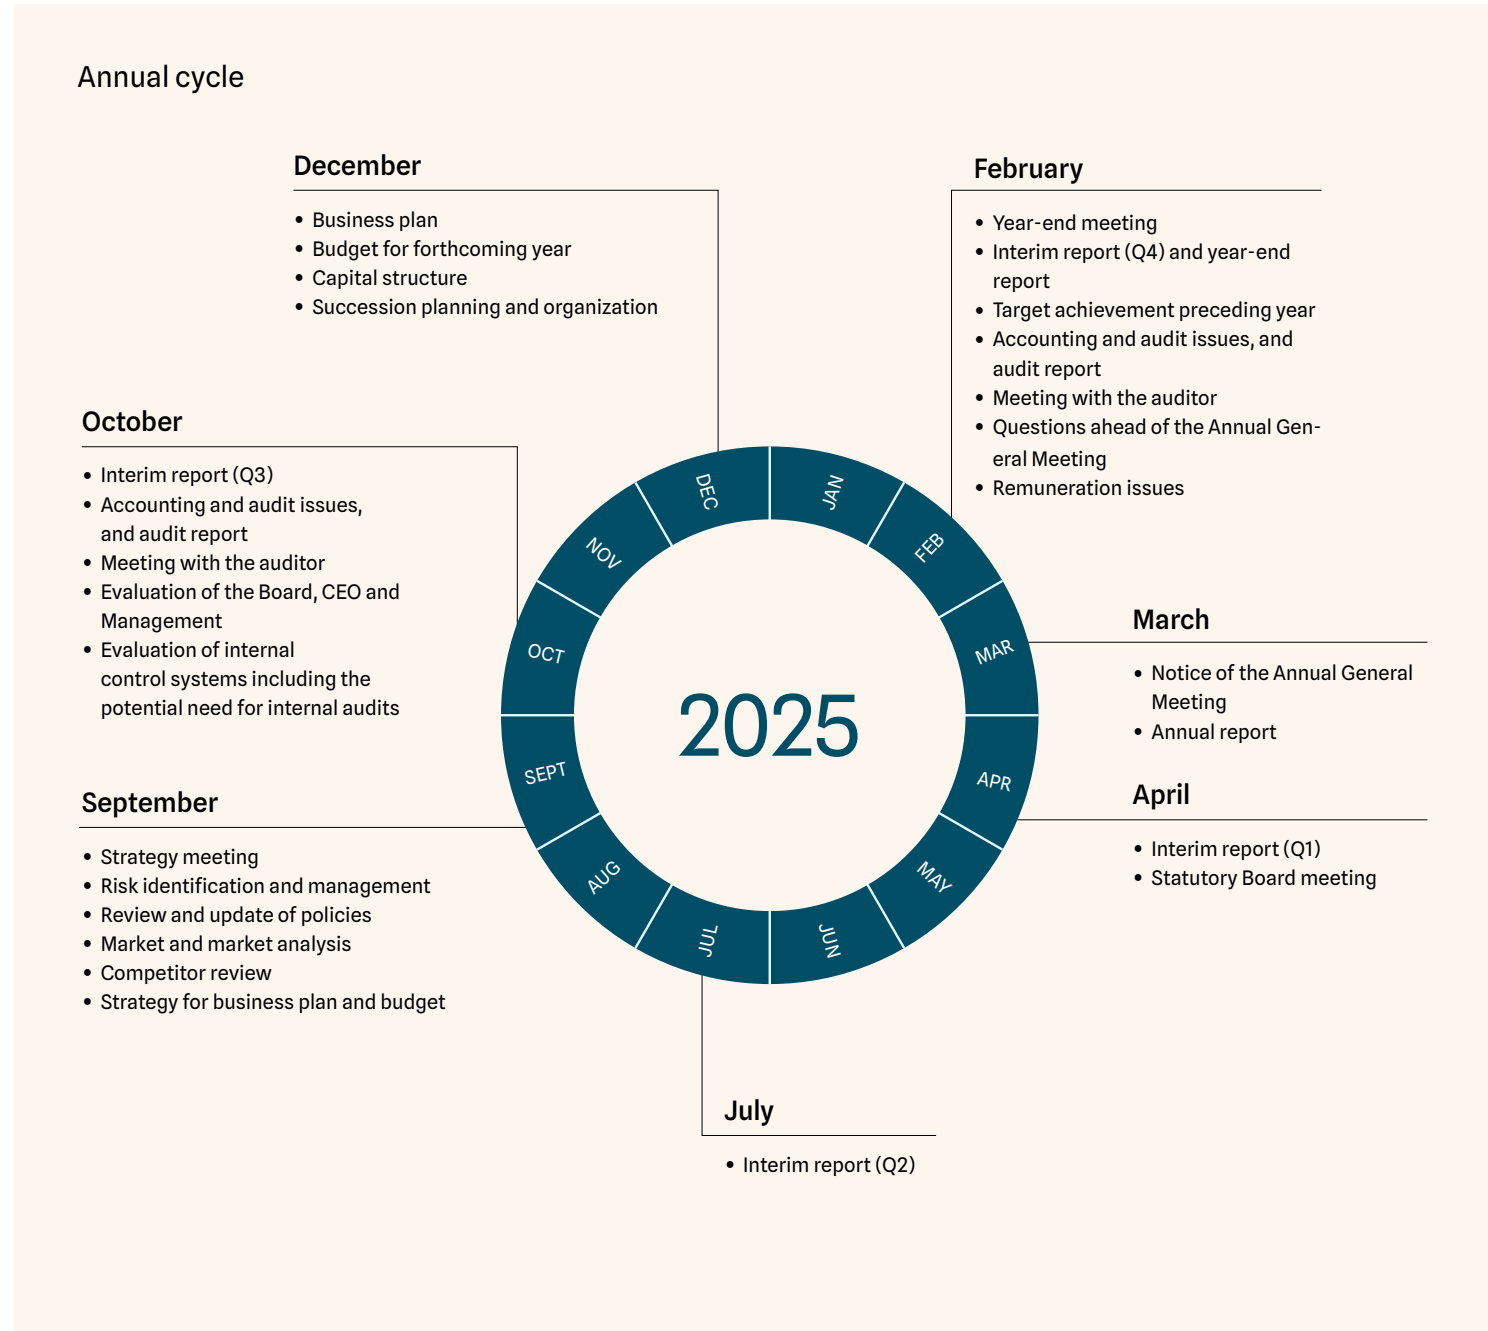 Annual cycle
December
• Business plan
• Budget for forthcoming year
• Capital structure
• Succession planning and organization
February
• Year-end meeting
• Interim report (Q4) and year-end
report
• Target achievement preceding year
• Accounting and audit issues, and
audit report
• Meeting with the auditor
• Questions ahead of the Annual Gen-
eral Meeting
• Remuneration issues
October
• Interim report (Q3)
• Accounting and audit issues,
and audit report
• Meeting with the auditor
• Evaluation of the Board, CEO and
Management
• Evaluation of internal
control systems including the
potential need for internal audits
March
• Notice of the Annual General
Meeting
• Annual report
September
• Strategy meeting
• Risk identification and management
• Review and update of policies
• Market and market analysis
• Competitor review
• Strategy for business plan and budget
April
• Interim report (Q1)
• Statutory Board meeting
July
• Interim report (Q2)
JAN
FEB
MAR
APR
MAY
JUN
JUL
AUG
SEPT
OCT
NOV
DEC
2025